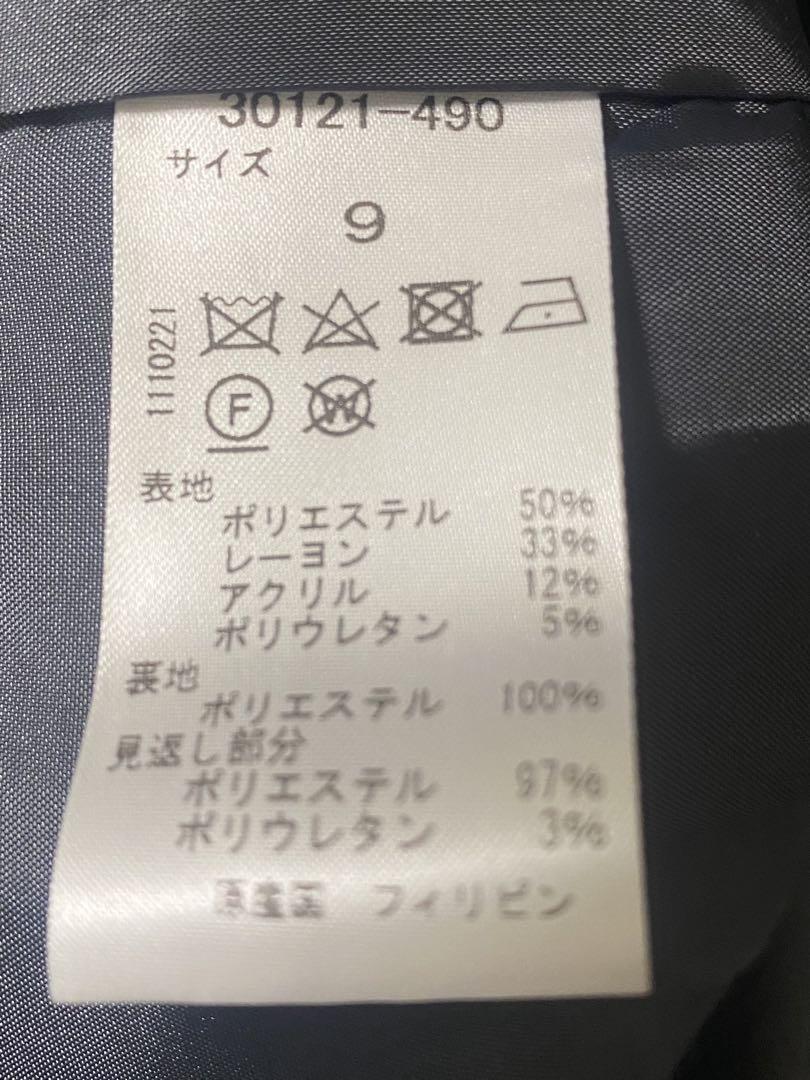 30121-490
サイズ
9
1110221
F W
表地
ポリエステル 50%
レーヨン 33%
アクリル 12%
ポリウレタン 5%
裏地
ポリエステル 100%
見返し部分
ポリエステル 97%
ポリウレタン 3%
原産国 フィリピン